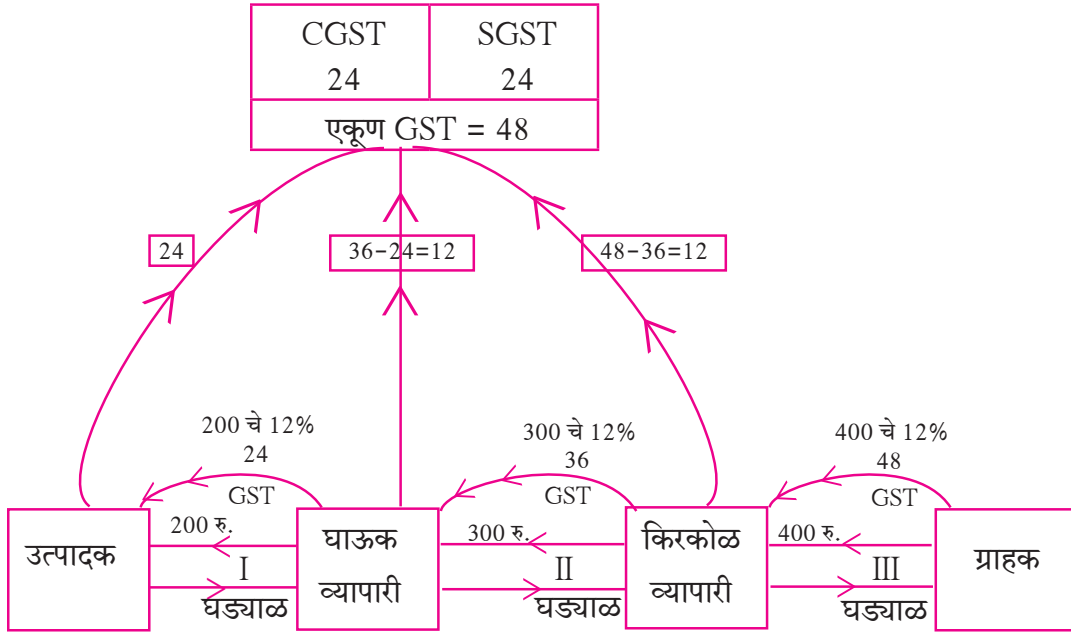 CGST SGST
24 24
एकूण GST = 48
24 36-24=12 48-36=12
200 चे 12% 300 चे 12% 400 चे 12%
24 36 48
GST GST GST
200 रु. 300 रु. 400 रु.
उत्पादक घाऊक व्यापारी किरकोळ व्यापारी ग्राहक
I II III
घड्याळ घड्याळ घड्याळ